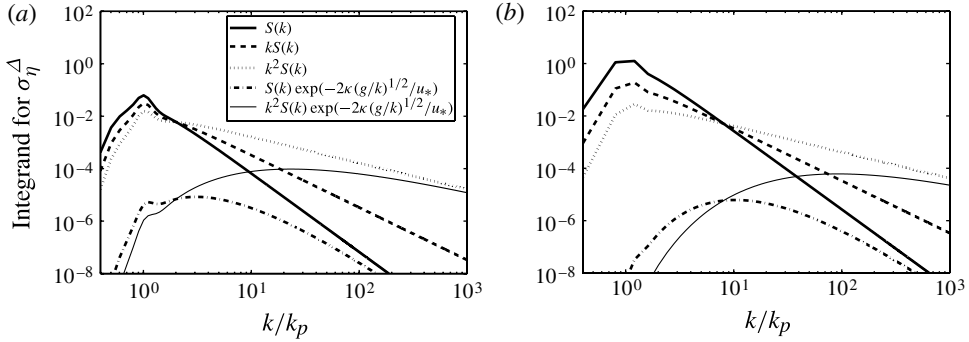 (a)
(b)
Integrand for σ_η^Δ
10^2
10^0
10^−2
10^−4
10^−6
10^−8
S(k)
kS(k)
k^2S(k)
S(k) exp(−2κ(g/k)^1/2/u_*)
k^2S(k) exp(−2κ(g/k)^1/2/u_*)
10^0
10^1
10^2
10^3
k/k_p
10^2
10^0
10^−2
10^−4
10^−6
10^−8
10^0
10^1
10^2
10^3
k/k_p